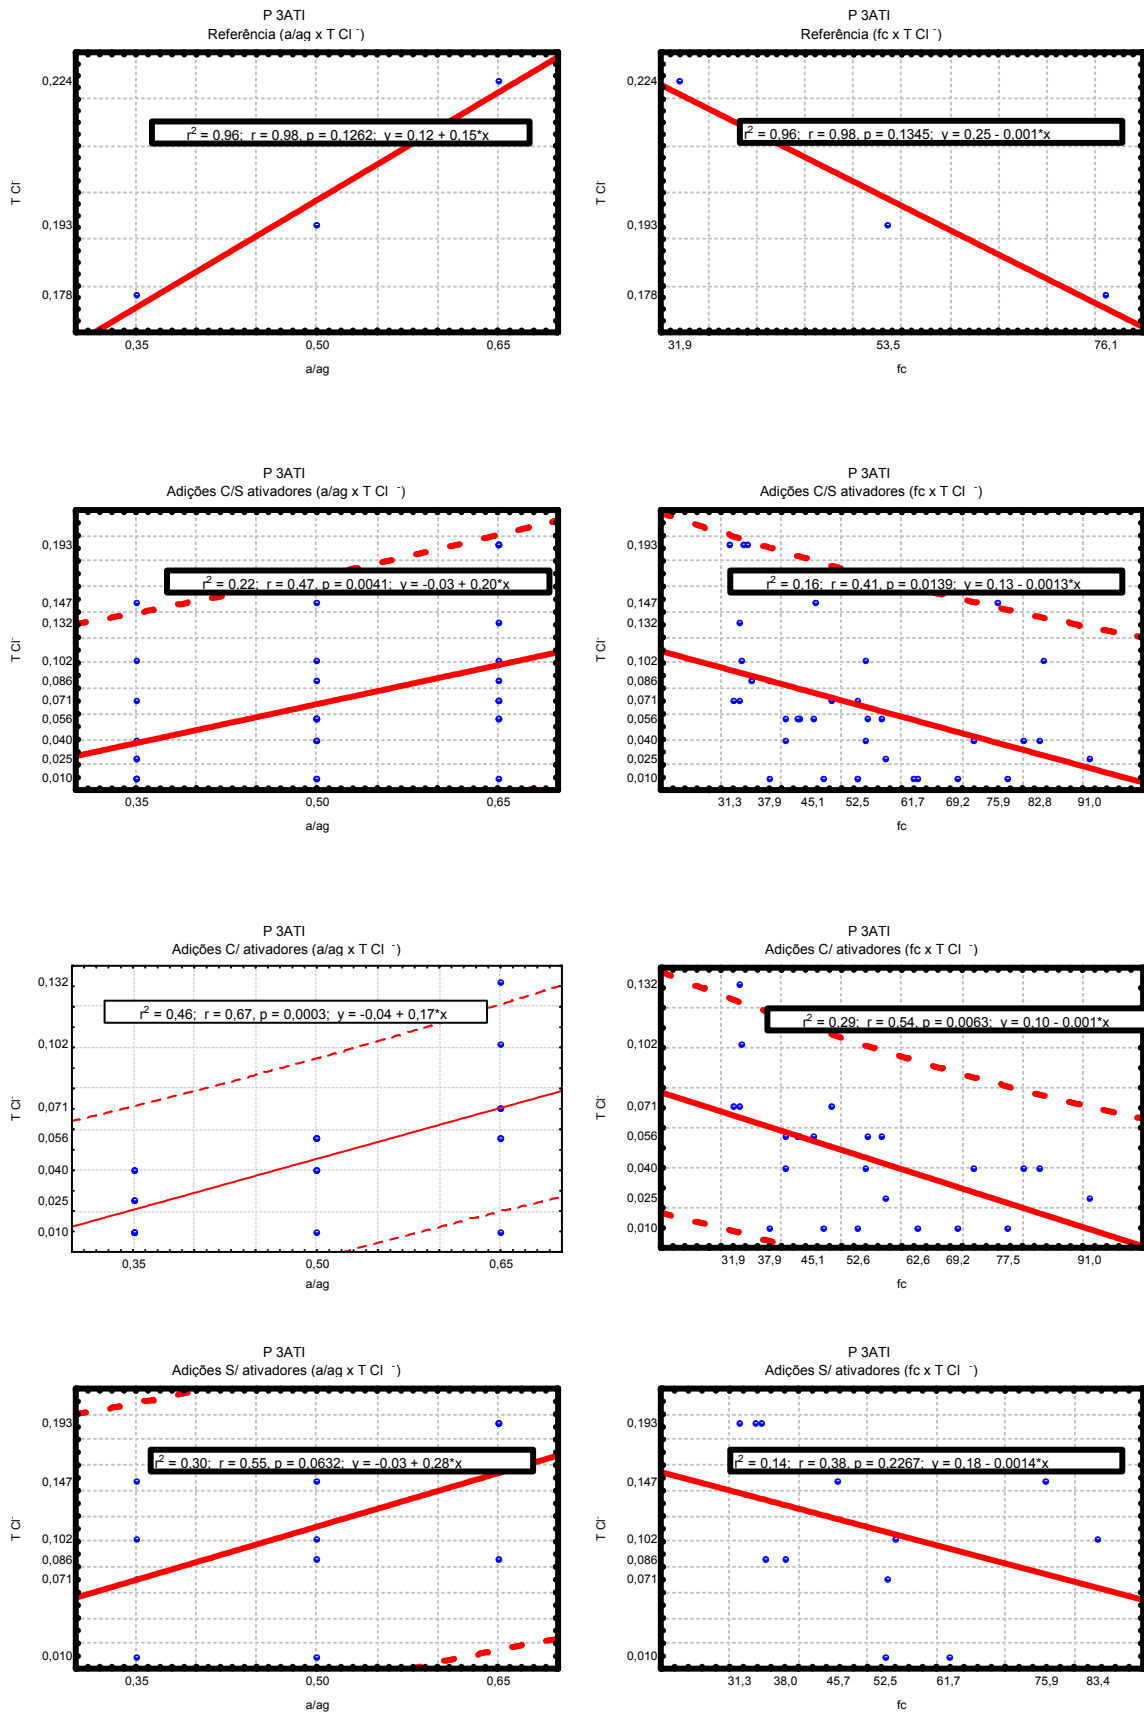 P 3ATI
Referência (a/ag x T Cl ⁻)
T Cl⁻
0,224
0,193
0,178
r² = 0,96; r = 0,98, p = 0,1262; y = 0,12 + 0,15*x
0,35 0,50 0,65
a/ag
P 3ATI
Referência (fc x T Cl ⁻)
T Cl⁻
0,224
0,193
0,178
r² = 0,96; r = 0,98, p = 0,1345; y = 0,25 - 0,001*x
31,9 53,5 76,1
fc
P 3ATI
Adições C/S ativadores (a/ag x T Cl ⁻)
T Cl⁻
0,193
0,147
0,132
0,102
0,086
0,071
0,056
0,040
0,025
0,010
r² = 0,22; r = 0,47, p = 0,0041; y = -0,03 + 0,20*x
0,35 0,50 0,65
a/ag
P 3ATI
Adições C/S ativadores (fc x T Cl ⁻)
T Cl⁻
0,193
0,147
0,132
0,102
0,086
0,071
0,056
0,040
0,025
0,010
r² = 0,16; r = 0,41, p = 0,0139; y = 0,13 - 0,0013*x
31,3 37,9 45,1 52,5 61,7 69,2 75,9 82,8 91,0
fc
P 3ATI
Adições C/ ativadores (a/ag x T Cl ⁻)
T Cl⁻
0,132
0,102
0,071
0,056
0,040
0,025
0,010
r² = 0,46; r = 0,67, p = 0,0003; y = -0,04 + 0,17*x
0,35 0,50 0,65
a/ag
P 3ATI
Adições C/ ativadores (fc x T Cl ⁻)
T Cl⁻
0,132
0,102
0,071
0,056
0,040
0,025
0,010
r² = 0,29; r = 0,54, p = 0,0063; y = 0,10 - 0,001*x
31,9 37,9 45,1 52,6 62,6 69,2 77,5 91,0
fc
P 3ATI
Adições S/ ativadores (a/ag x T Cl ⁻)
T Cl⁻
0,193
0,147
0,102
0,086
0,071
0,010
r² = 0,30; r = 0,55, p = 0,0632; y = -0,03 + 0,28*x
0,35 0,50 0,65
a/ag
P 3ATI
Adições S/ ativadores (fc x T Cl ⁻)
T Cl⁻
0,193
0,147
0,102
0,086
0,071
0,010
r² = 0,14; r = 0,38, p = 0,2267; y = 0,18 - 0,0014*x
31,3 38,0 45,7 52,5 61,7 75,9 83,4
fc